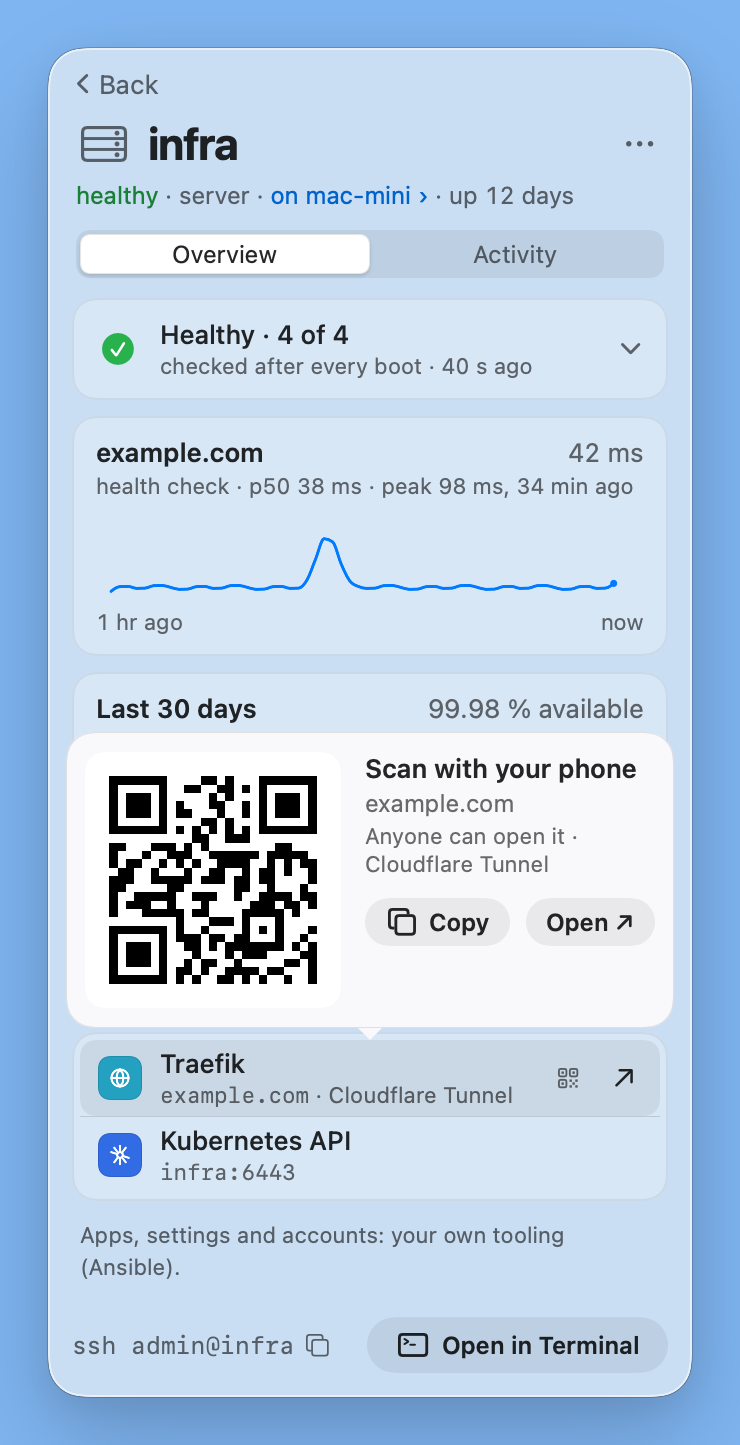 Back
infra
healthy · server · on mac-mini › · up 12 days
Overview
Activity
Healthy · 4 of 4
checked after every boot · 40 s ago
example.com
42 ms
health check · p50 38 ms · peak 98 ms, 34 min ago
1 hr ago
now
Last 30 days
99.98 % available
Scan with your phone
example.com
Anyone can open it ·
Cloudflare Tunnel
Copy
Open
Traefik
example.com · Cloudflare Tunnel
Kubernetes API
infra:6443
Apps, settings and accounts: your own tooling
(Ansible).
ssh admin@infra
Open in Terminal